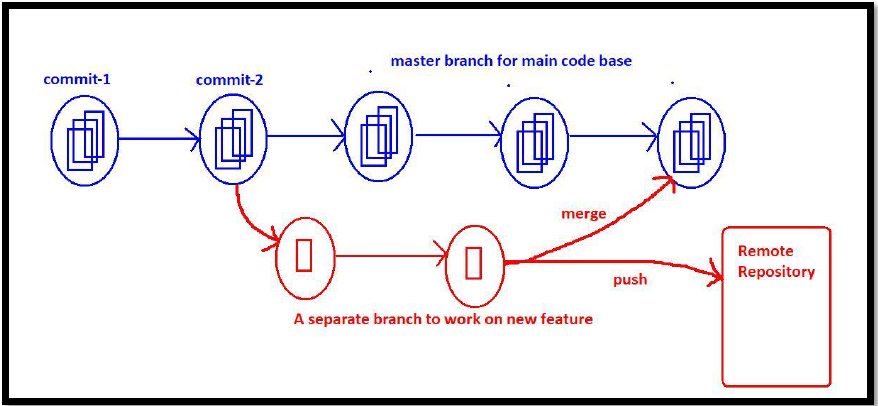 master branch for main code base
commit-1
commit-2
merge
Remote
Repository
push
A separate branch to work on new feature